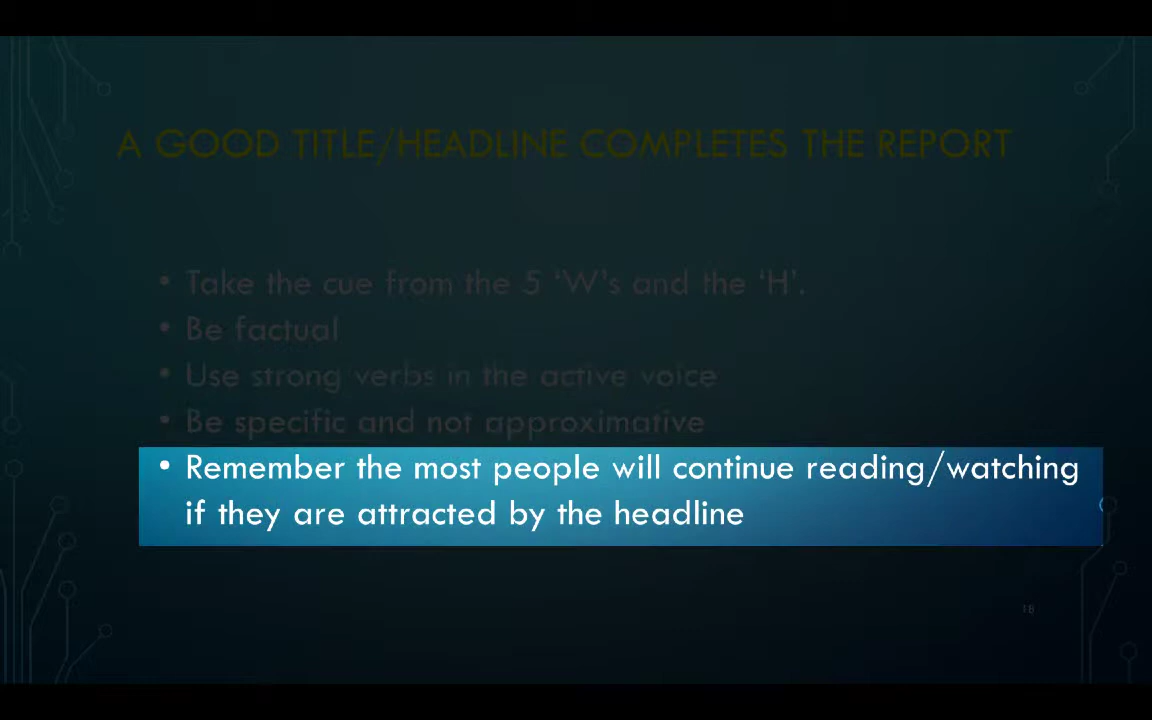 A GOOD TITLE/HEADLINE COMPLETES THE REPORT
• Take the cue from the 5 ‘W’s and the ‘H’.
• Be factual
• Use strong verbs in the active voice
• Be specific and not approximative
• Remember the most people will continue reading/watching
if they are attracted by the headline
18